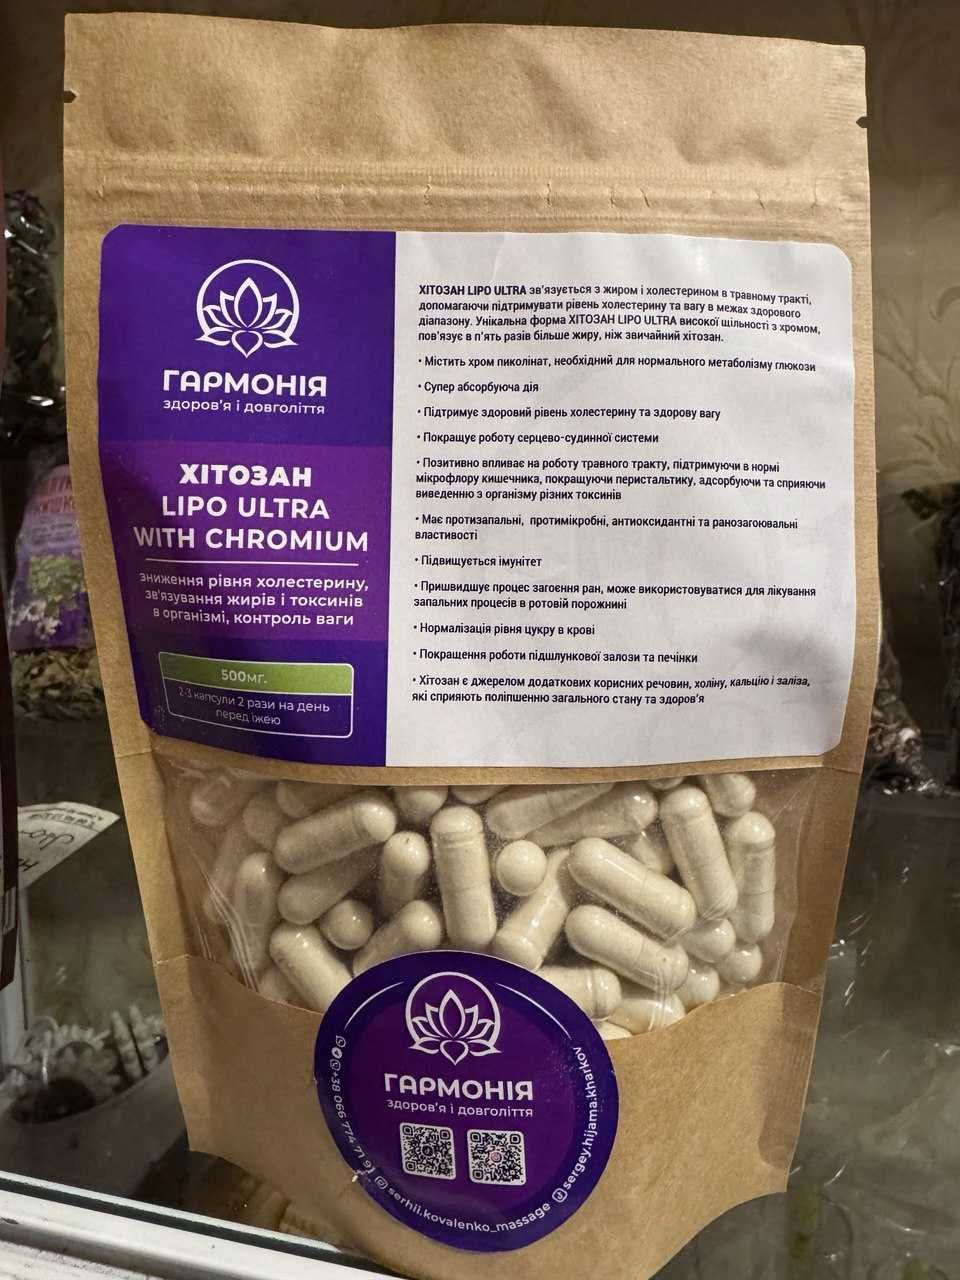 ГАРМОНІЯ
здоров'я і довголіття
ХІТОЗАН
LIPO ULTRA
WITH CHROMIUM
зниження рівня холестерину,
зв'язування жирів і токсинів
в організмі, контроль ваги
500мг.
2-3 капсули 2 рази на день
перед їжею
ХІТОЗАН LIPO ULTRA зв'язується з жиром і холестерином в травному тракті,
допомагаючи підтримувати рівень холестерину та вагу в межах здорового
діапазону. Унікальна форма ХІТОЗАН LIPO ULTRA високої щільності з хромом,
пов'язує в п'ять разів більше жиру, ніж звичайний хітозан.
• Містить хром пиколінат, необхідний для нормального метаболізму глюкози
• Супер абсорбуюча дія
• Підтримує здоровий рівень холестерину та здорову вагу
• Покращує роботу серцево-судинної системи
• Позитивно впливає на роботу травного тракту, підтримуючи в нормі
мікрофлору кишечника, покращуючи перистальтику, адсорбуючи та сприяючи
виведенню з організму різних токсинів
• Має протизапальні, протимікробні, антиоксидантні та ранозагоювальні
властивості
• Підвищується імунітет
• Пришвидшує процес загоєння ран, може використовуватися для лікування
запальних процесів в ротовій порожнині
• Нормалізація рівня цукру в крові
• Покращення роботи підшлункової залози та печінки
• Хітозан є джерелом додаткових корисних речовин, холіну, кальцію і заліза,
які сприяють поліпшенню загального стану та здоров'я
ГАРМОНІЯ
здоров'я і довголіття
+38 066 774 71 91
serhii.kovalenko_massage
sergey.hijama.kharkov